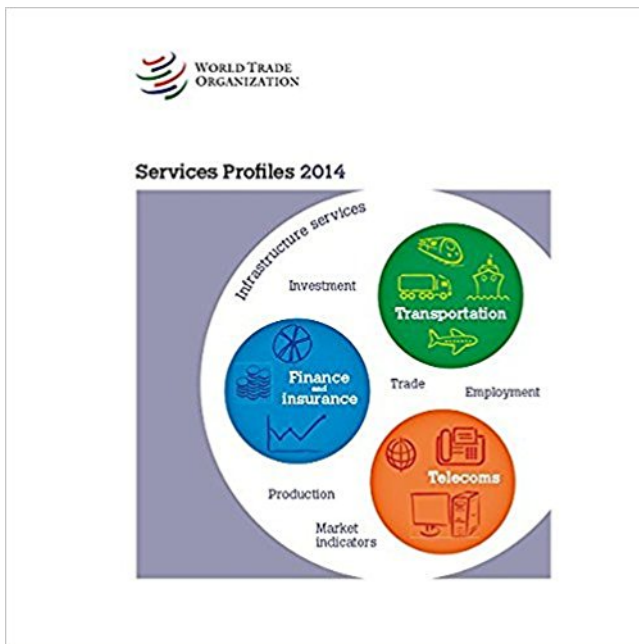 WORLD TRADE
ORGANIZATION
Services Profiles 2014
Infrastructure services
Investment
Transportation
Finance
and
insurance
Trade
Employment
Telecoms
Production
Market
indicators